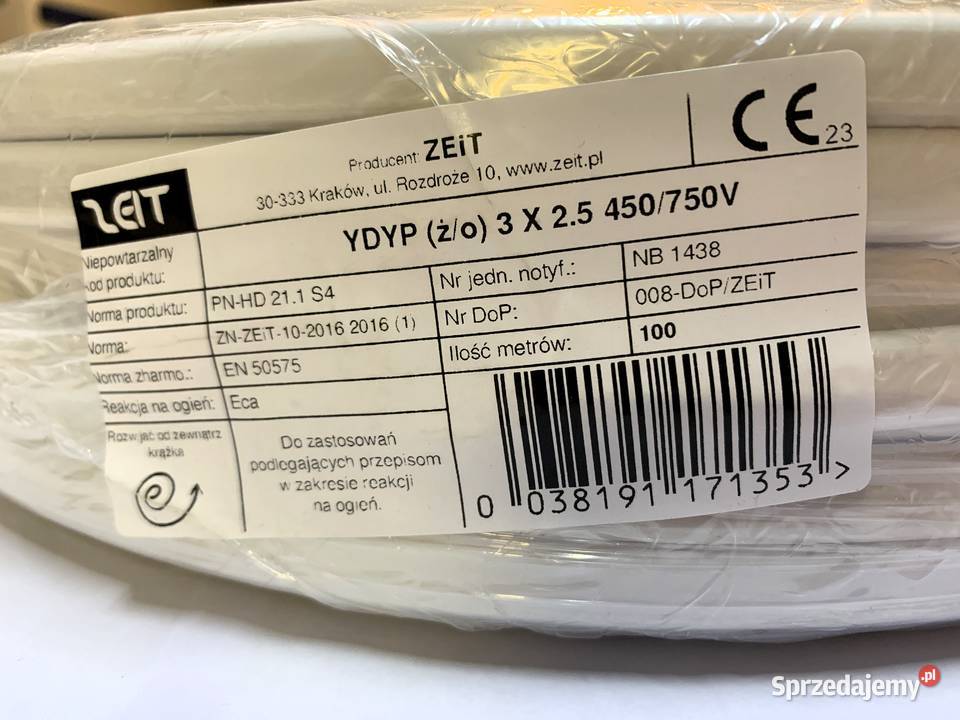 ZEIT
Producent: ZEiT
30-333 Kraków, ul. Rozdroże 10, www.zeit.pl
CE 23
YDYP (ż/o) 3 X 2.5 450/750V
Niepowtarzalny
kod produktu:
Norma produktu: PN-HD 21.1 S4
Norma: ZN-ZEiT-10-2016 2016 (1)
Norma zharmo.: EN 50575
Reakcja na ogień: Eca
Nr jedn. notyf.: NB 1438
Nr DoP: 008-DoP/ZEiT
Ilość metrów: 100
Rozwijać od zewnątrz
krążka
Do zastosowań
podlegających przepisom
w zakresie reakcji
na ogień.
0 038191 171353 >
Sprzedajemy.pl